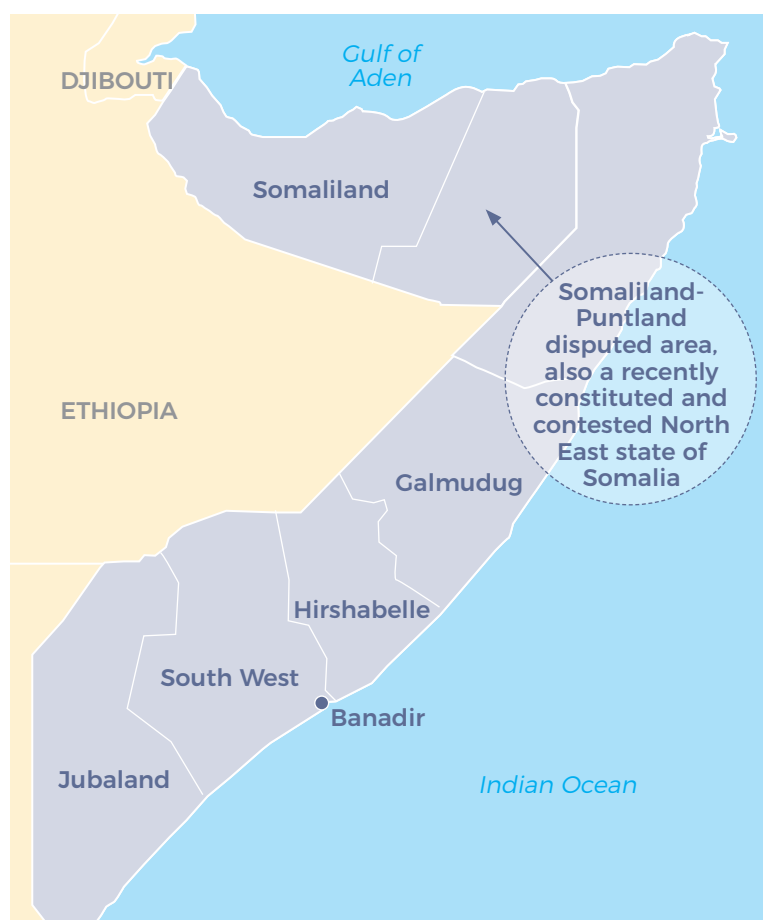 Gulf of
Aden
DJIBOUTI
Somaliland
Somaliland-
Puntland
disputed area,
also a recently
constituted and
contested North
East state of
Somalia
ETHIOPIA
Galmudug
Hirshabelle
South West
Banadir
Jubaland
Indian Ocean